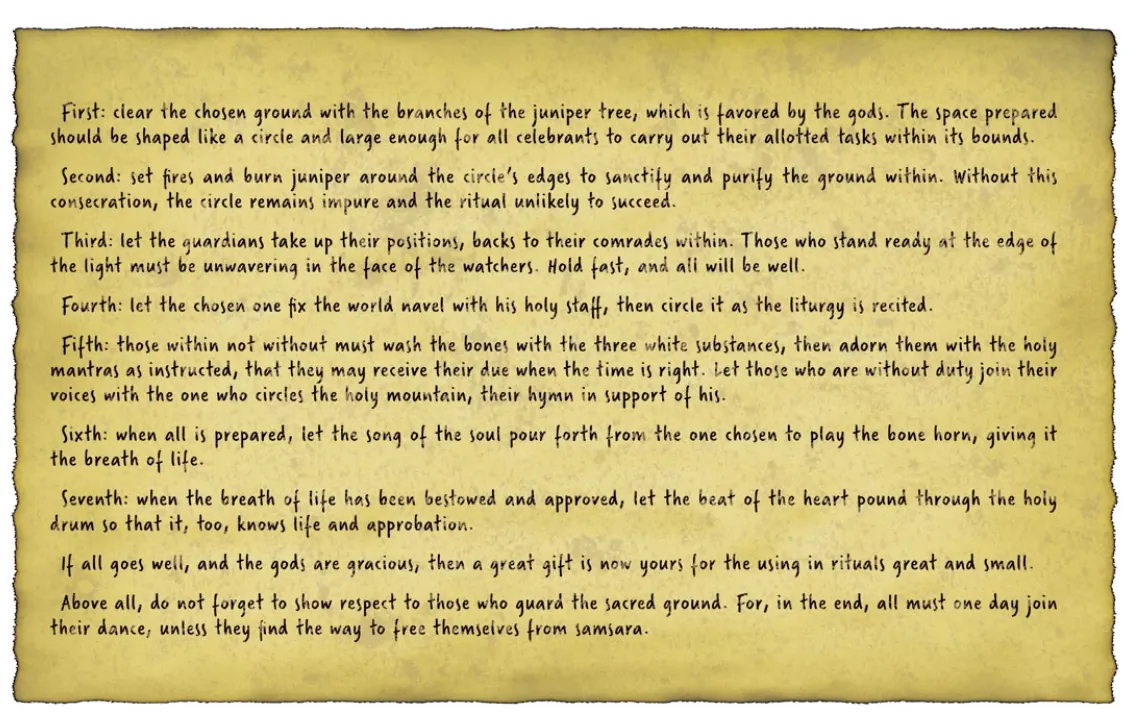 First: clear the chosen ground with the branches of the juniper tree, which is favored by the gods. The space prepared
should be shaped like a circle and large enough for all celebrants to carry out their allotted tasks within its bounds.
Second: set fires and burn juniper around the circle's edges to sanctify and purify the ground within. Without this
consecration, the circle remains impure and the ritual unlikely to succeed.
Third: let the guardians take up their positions, backs to their comrades within. Those who stand ready at the edge of
the light must be unwavering in the face of the watchers. Hold fast, and all will be well.
Fourth: let the chosen one fix the world navel with his holy staff, then circle it as the liturgy is recited.
Fifth: those within not without must wash the bones with the three white substances, then adorn them with the holy
mantras as instructed, that they may receive their due when the time is right. Let those who are without duty join their
voices with the one who circles the holy mountain, their hymn in support of his.
Sixth: when all is prepared, let the song of the soul pour forth from the one chosen to play the bone horn, giving it
the breath of life.
Seventh: when the breath of life has been bestowed and approved, let the beat of the heart pound through the holy
drum so that it, too, knows life and approbation.
If all goes well, and the gods are gracious, then a great gift is now yours for the using in rituals great and small.
Above all, do not forget to show respect to those who guard the sacred ground. For, in the end, all must one day join
their dance, unless they find the way to free themselves from samsara.